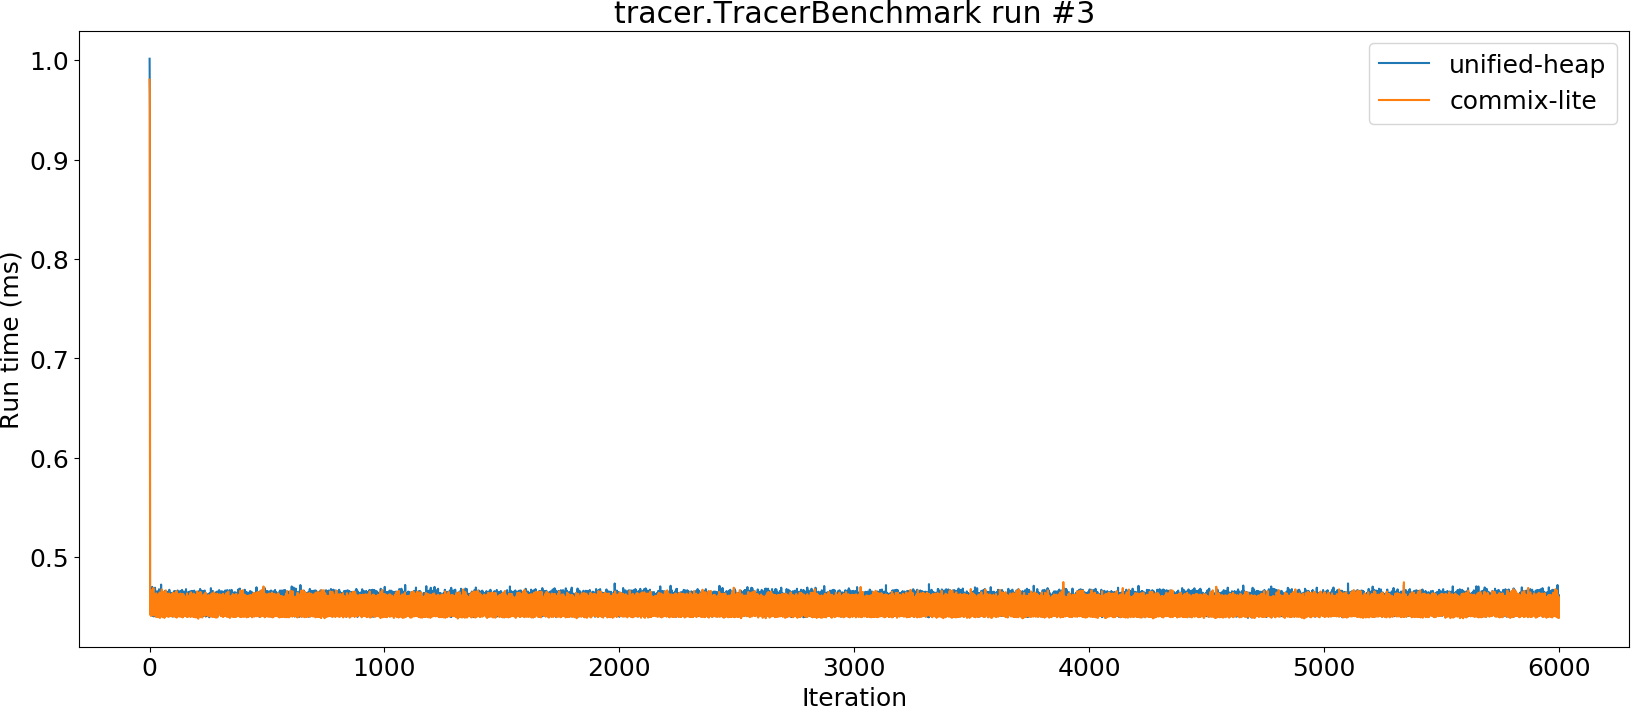 tracer.TracerBenchmark run #3
unified-heap
commix-lite
Run time (ms)
1.0
0.9
0.8
0.7
0.6
0.5
0 1000 2000 3000 4000 5000 6000
Iteration